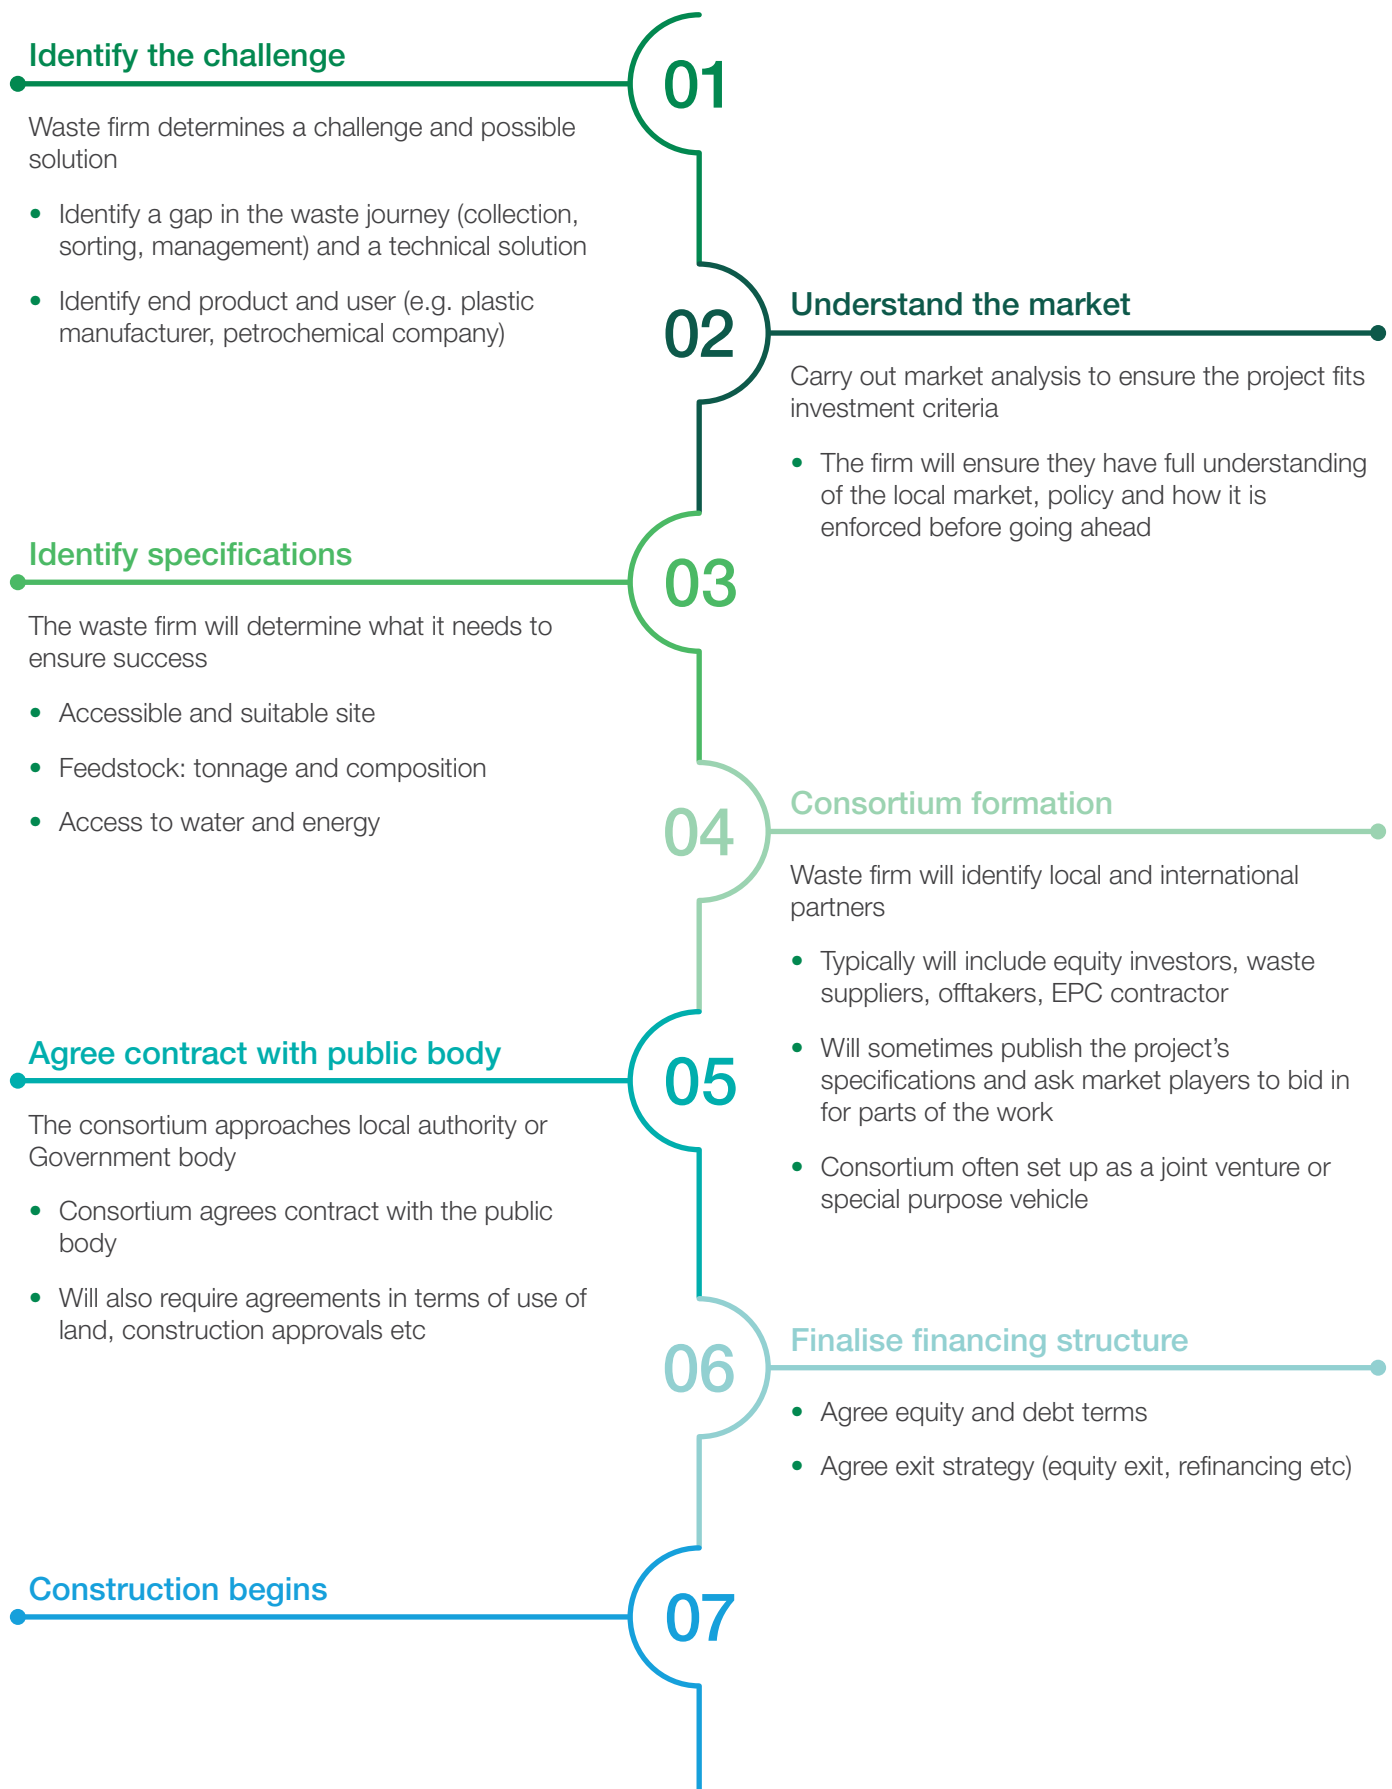 01
Identify the challenge
Waste firm determines a challenge and possible
solution
• Identify a gap in the waste journey (collection,
sorting, management) and a technical solution
• Identify end product and user (e.g. plastic
manufacturer, petrochemical company)
02
Understand the market
Carry out market analysis to ensure the project fits
investment criteria
• The firm will ensure they have full understanding
of the local market, policy and how it is
enforced before going ahead
03
Identify specifications
The waste firm will determine what it needs to
ensure success
• Accessible and suitable site
• Feedstock: tonnage and composition
• Access to water and energy
04
Consortium formation
Waste firm will identify local and international
partners
• Typically will include equity investors, waste
suppliers, offtakers, EPC contractor
• Will sometimes publish the project's
specifications and ask market players to bid in
for parts of the work
• Consortium often set up as a joint venture or
special purpose vehicle
05
Agree contract with public body
The consortium approaches local authority or
Government body
• Consortium agrees contract with the public
body
• Will also require agreements in terms of use of
land, construction approvals etc
06
Finalise financing structure
• Agree equity and debt terms
• Agree exit strategy (equity exit, refinancing etc)
07
Construction begins